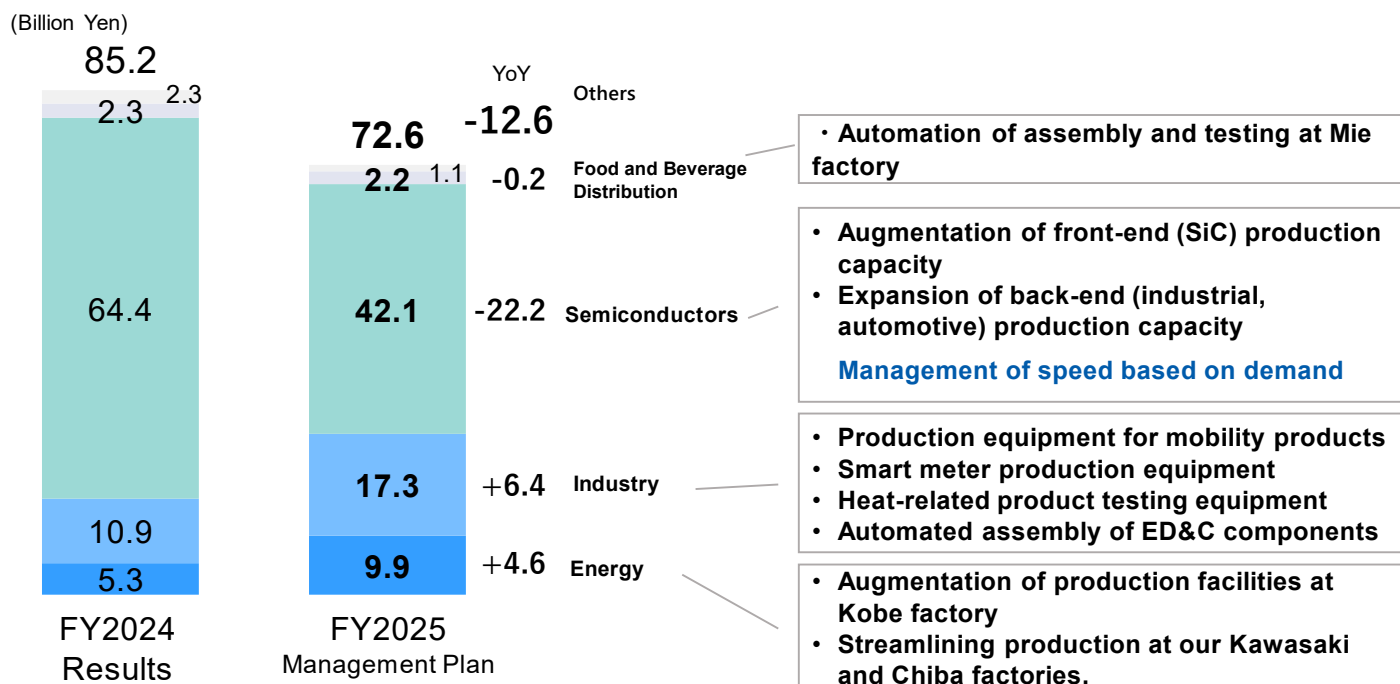 (Billion Yen)
85.2
2.3
2.3
64.4
10.9
5.3
FY2024
Results
72.6
1.1
2.2
42.1
17.3
9.9
FY2025
Management Plan
YoY
-12.6
-0.2
-22.2
+6.4
+4.6
Others
Food and Beverage
Distribution
Semiconductors
Industry
Energy
・Automation of assembly and testing at Mie
factory
• Augmentation of front-end (SiC) production
capacity
• Expansion of back-end (industrial,
automotive) production capacity
Management of speed based on demand
• Production equipment for mobility products
• Smart meter production equipment
• Heat-related product testing equipment
• Automated assembly of ED&C components
• Augmentation of production facilities at
Kobe factory
• Streamlining production at our Kawasaki
and Chiba factories.